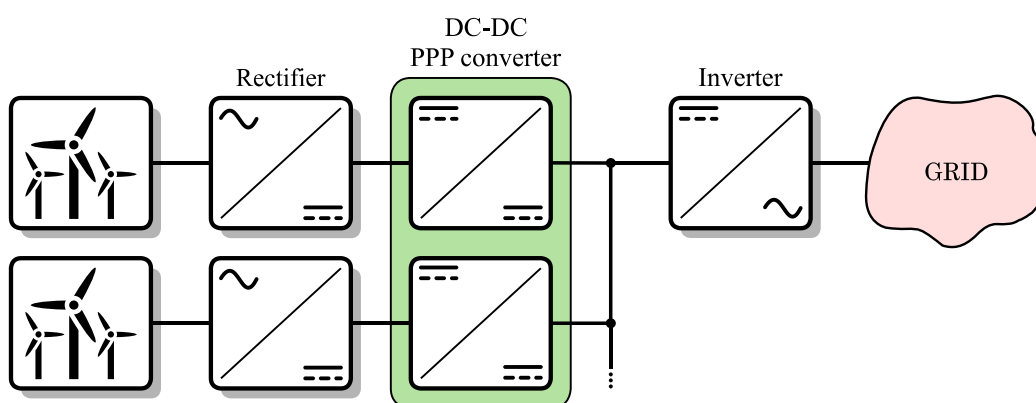 DC-DC
PPP converter
Rectifier
Inverter
GRID